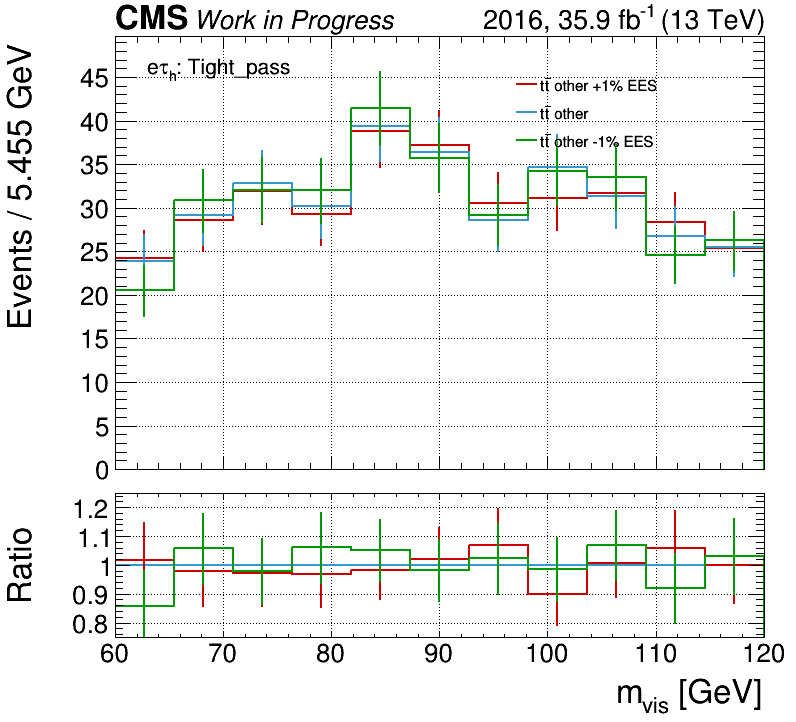 CMS Work in Progress 2016, 35.9 fb⁻¹ (13 TeV)
Events / 5.455 GeV
eτₕ: Tight_pass
tt̄ other +1% EES
tt̄ other
tt̄ other -1% EES
45
40
35
30
25
20
15
10
5
0
Ratio
1.2
1.1
1
0.9
0.8
60 70 80 90 100 110 120
m_vis [GeV]